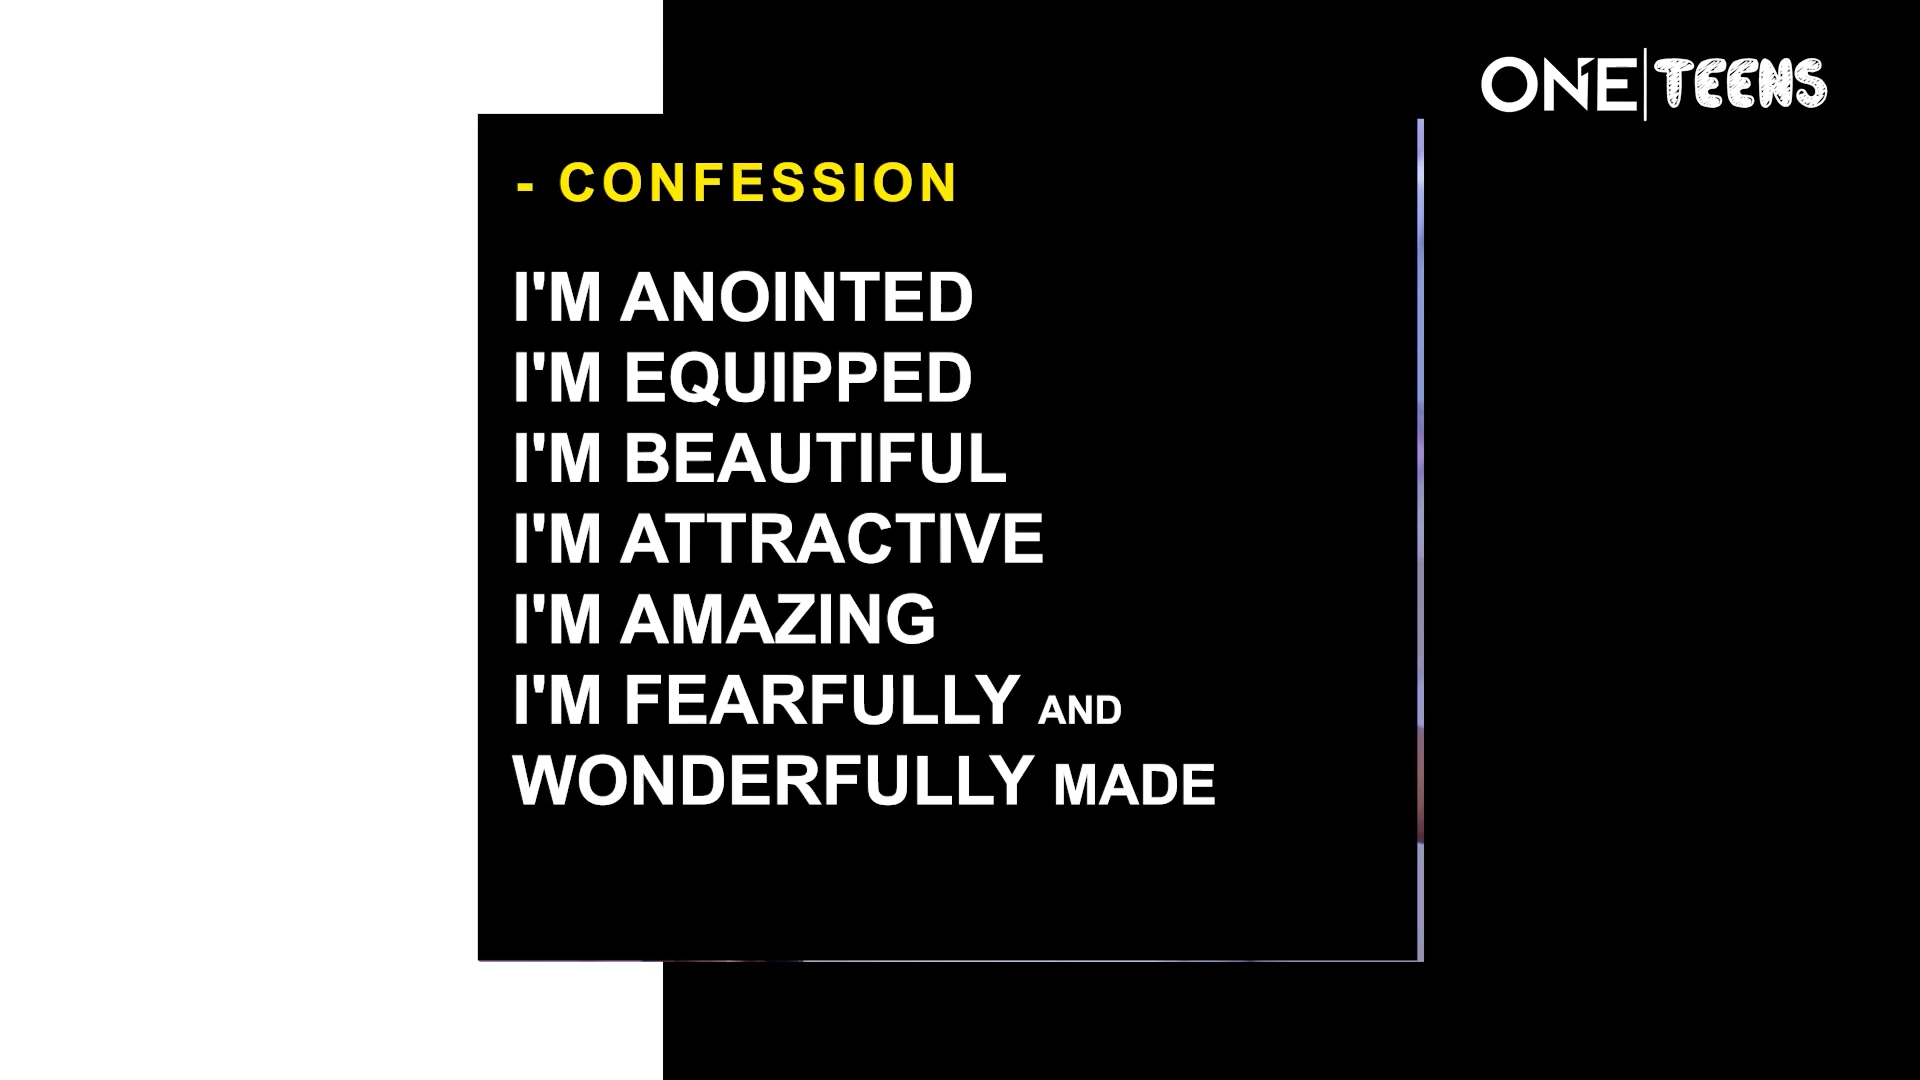 ONE|TEENS
- CONFESSION
I'M ANOINTED
I'M EQUIPPED
I'M BEAUTIFUL
I'M ATTRACTIVE
I'M AMAZING
I'M FEARFULLY AND
WONDERFULLY MADE